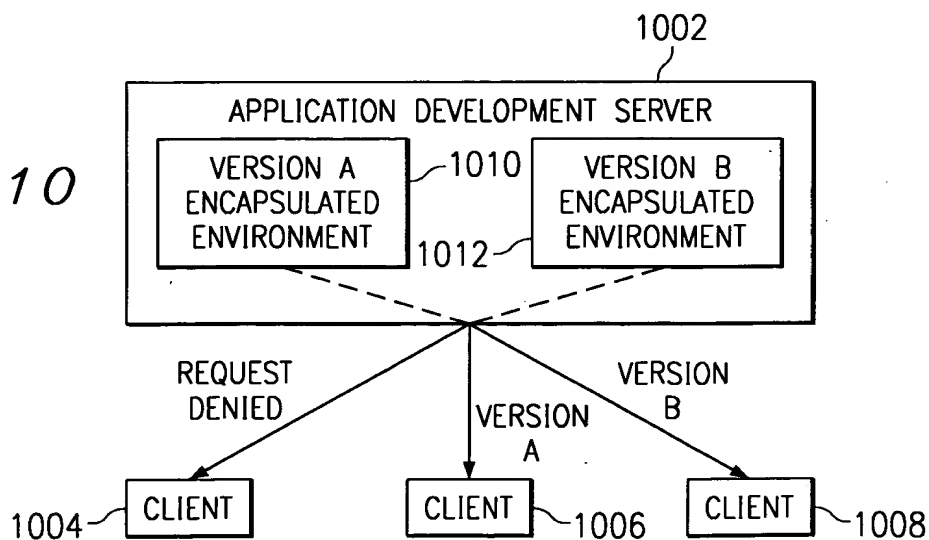 1002
APPLICATION DEVELOPMENT SERVER
VERSION A
ENCAPSULATED
ENVIRONMENT
1010
VERSION B
ENCAPSULATED
ENVIRONMENT
1012
10
REQUEST
DENIED
VERSION
A
VERSION
B
1004
CLIENT
CLIENT
1006
CLIENT
1008